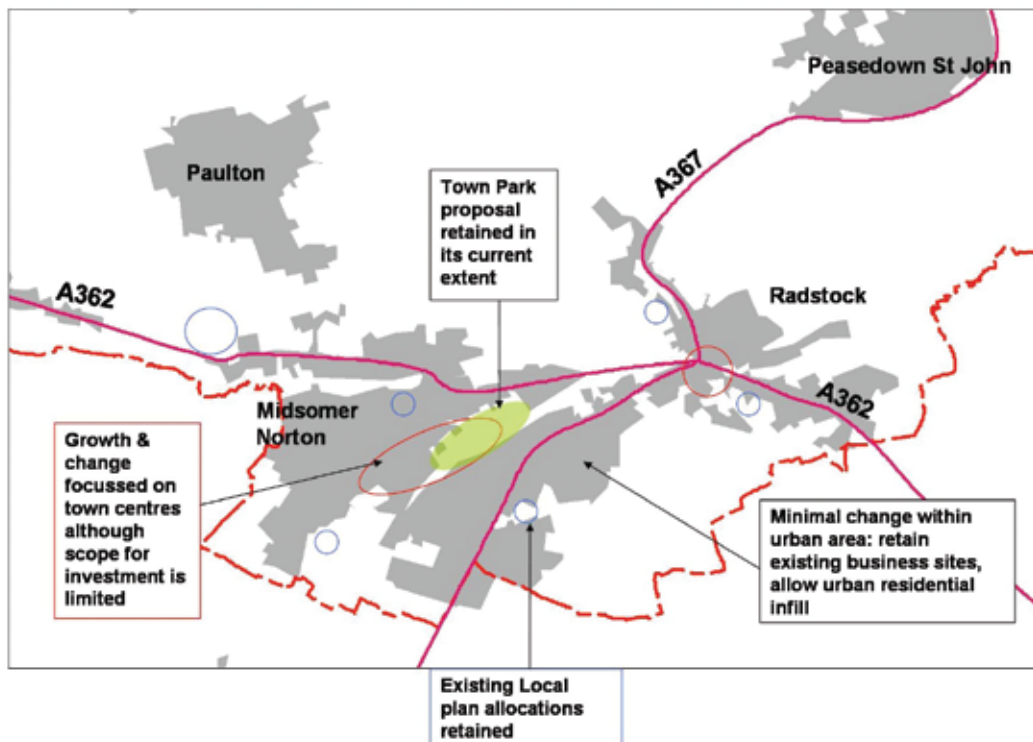 Peasedown St John
Paulton
A367
Town Park
proposal
retained in
its current
extent
A362
Radstock
Midsomer
Norton
A362
Growth &
change
focussed on
town centres
although
scope for
investment is
limited
Minimal change within
urban area: retain
existing business sites,
allow urban residential
infill
Existing Local
plan allocations
retained